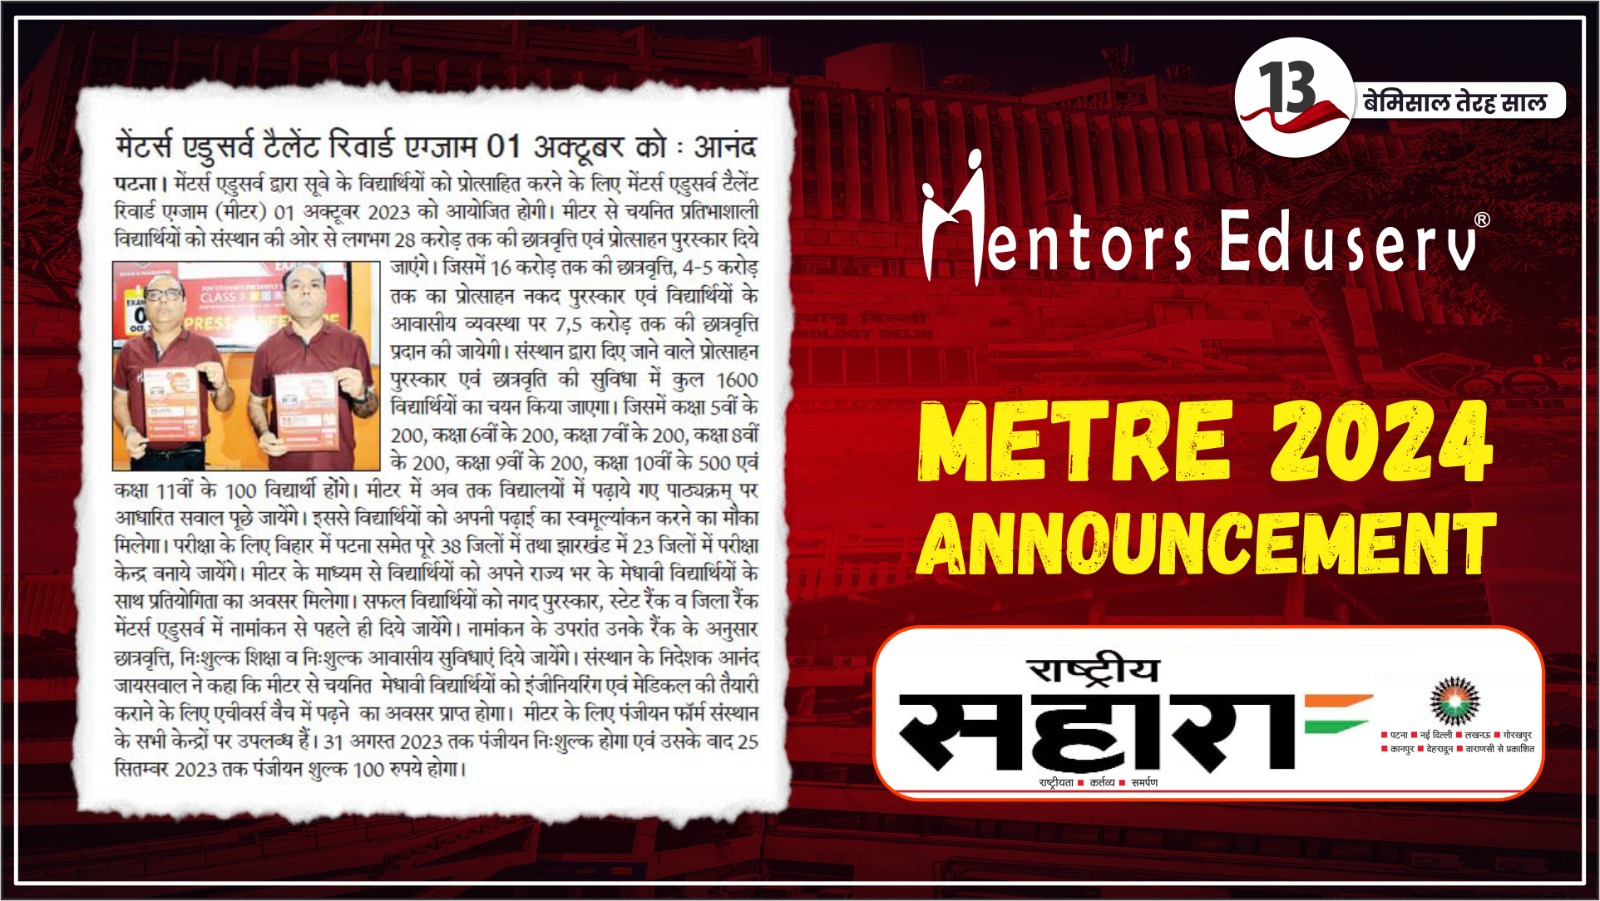 मेंटर्स एडुसर्व टैलेंट रिवार्ड एग्जाम 01 अक्टूबर को : आनंद
पटना। मेंटर्स एडुसर्व द्वारा सूबे के विद्यार्थियों को प्रोत्साहित करने के लिए मेंटर्स एडुसर्व टैलेंट
रिवार्ड एग्जाम (मीटर) 01 अक्टूबर 2023 को आयोजित होगी। मीटर से चयनित प्रतिभाशाली
विद्यार्थियों को संस्थान की ओर से लगभग 28 करोड़ तक की छात्रवृत्ति एवं प्रोत्साहन पुरस्कार दिये
जाएंगे। जिसमें 16 करोड़ तक की छात्रवृत्ति, 4-5 करोड़
तक का प्रोत्साहन नकद पुरस्कार एवं विद्यार्थियों के
आवासीय व्यवस्था पर 7,5 करोड़ तक की छात्रवृत्ति
प्रदान की जायेगी। संस्थान द्वारा दिए जाने वाले प्रोत्साहन
पुरस्कार एवं छात्रवृति की सुविधा में कुल 1600
विद्यार्थियों का चयन किया जाएगा। जिसमें कक्षा 5वीं के
200, कक्षा 6वीं के 200, कक्षा 7वीं के 200, कक्षा 8वीं
के 200, कक्षा 9वीं के 200, कक्षा 10वीं के 500 एवं
कक्षा 11वीं के 100 विद्यार्थी होंगे। मीटर में अब तक विद्यालयों में पढ़ाये गए पाठ्यक्रम् पर
आधारित सवाल पूछे जायेंगे। इससे विद्यार्थियों को अपनी पढ़ाई का स्वमूल्यांकन करने का मौका
मिलेगा। परीक्षा के लिए बिहार में पटना समेत पूरे 38 जिलों में तथा झारखंड में 23 जिलों में परीक्षा
केन्द्र बनाये जायेंगे। मीटर के माध्यम से विद्यार्थियों को अपने राज्य भर के मेधावी विद्यार्थियों के
साथ प्रतियोगिता का अवसर मिलेगा। सफल विद्यार्थियों को नगद पुरस्कार, स्टेट रैंक व जिला रैंक
मेंटर्स एडुसर्व में नामांकन से पहले ही दिये जायेंगे। नामांकन के उपरांत उनके रैंक के अनुसार
छात्रवृत्ति, निःशुल्क शिक्षा व निःशुल्क आवासीय सुविधाएं दिये जायेंगे। संस्थान के निदेशक आनंद
जायसवाल ने कहा कि मीटर से चयनित मेधावी विद्यार्थियों को इंजीनियरिंग एवं मेडिकल की तैयारी
कराने के लिए एचीवर्स बैच में पढ़ने का अवसर प्राप्त होगा। मीटर के लिए पंजीयन फॉर्म संस्थान
के सभी केन्द्रों पर उपलब्ध हैं। 31 अगस्त 2023 तक पंजीयन निःशुल्क होगा एवं उसके बाद 25
सितम्बर 2023 तक पंजीयन शुल्क 100 रुपये होगा।
CLASS 5
PRESS CONFERENCE
13 बेमिसाल तेरह साल
Mentors Eduserv®
METRE 2024
ANNOUNCEMENT
राष्ट्रीय
सहारा
राष्ट्रीयता ■ कर्तव्य ■ समर्पण
■ पटना ■ नई दिल्ली ■ लखनऊ ■ गोरखपुर
■ कानपुर ■ देहरादून ■ वाराणसी से प्रकाशित